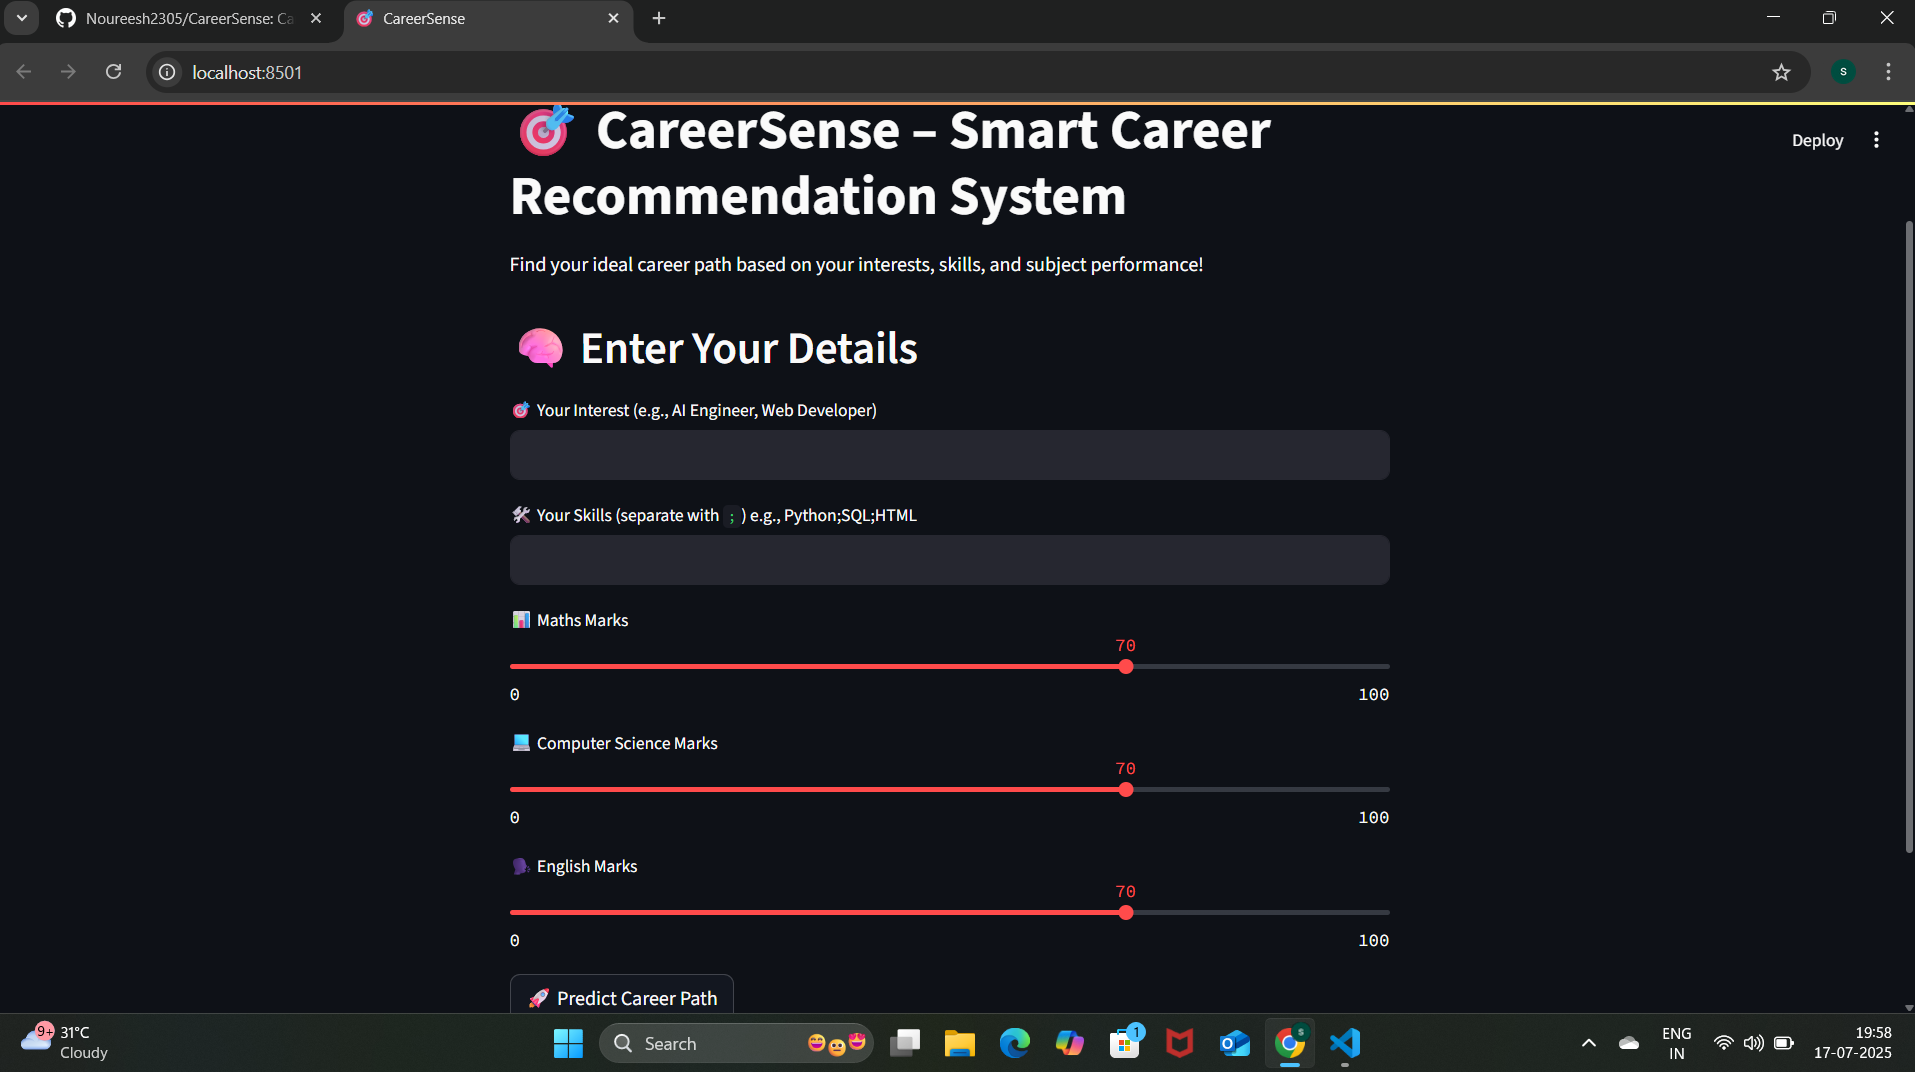 Noureesh2305/CareerSense: Ca
CareerSense
localhost:8501
S
CareerSense – Smart Career
Recommendation System
Deploy
Find your ideal career path based on your interests, skills, and subject performance!
Enter Your Details
Your Interest (e.g., AI Engineer, Web Developer)
Your Skills (separate with ; ) e.g., Python;SQL;HTML
Maths Marks
70
0 100
Computer Science Marks
70
0 100
English Marks
70
0 100
Predict Career Path
9+
31°C
Cloudy
Search
1
S
ENG
IN
19:58
17-07-2025